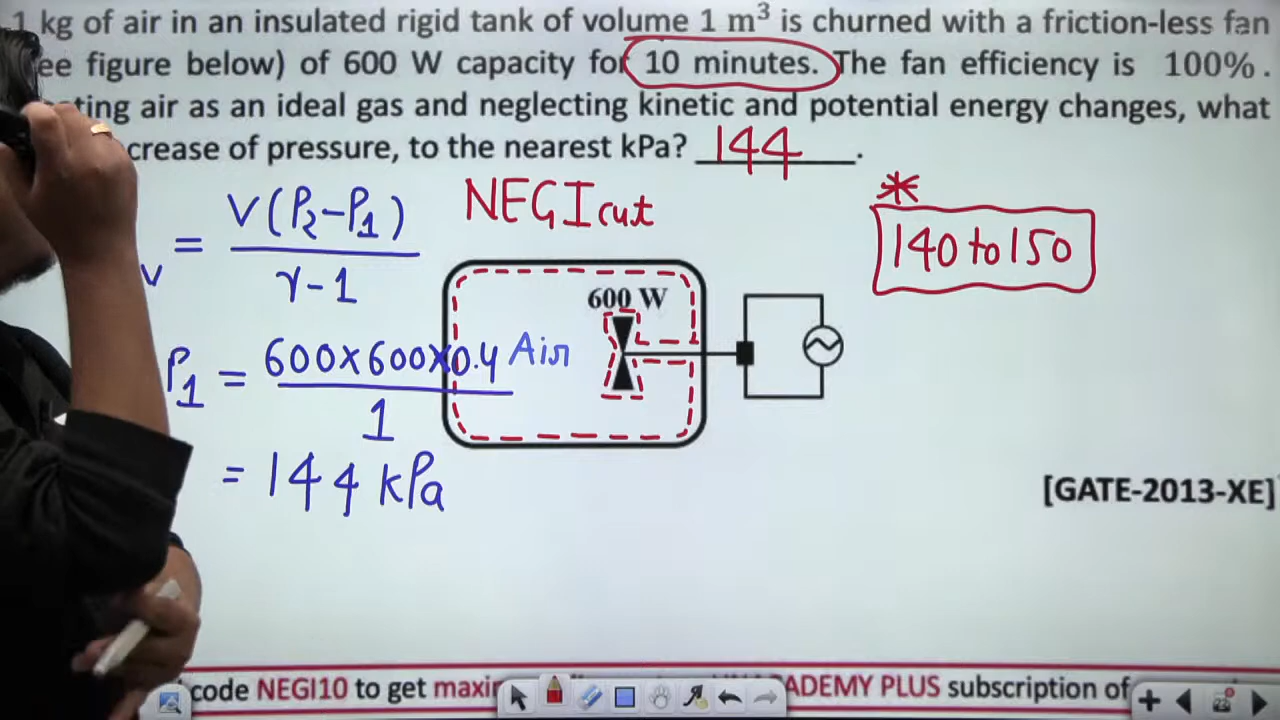 1 kg of air in an insulated rigid tank of volume 1 m³ is churned with a friction-less fan
ee figure below) of 600 W capacity for 10 minutes. The fan efficiency is 100%.
ting air as an ideal gas and neglecting kinetic and potential energy changes, what
crease of pressure, to the nearest kPa? 144.
NEGI cut
*
140 to 150
v = V(P₂-P₁) / γ-1
600 W
Air
P₁ = 600×600×0.4 / 1
= 144 kPa
[GATE-2013-XE]
code NEGI10 to get ADEMY PLUS subscription of
23